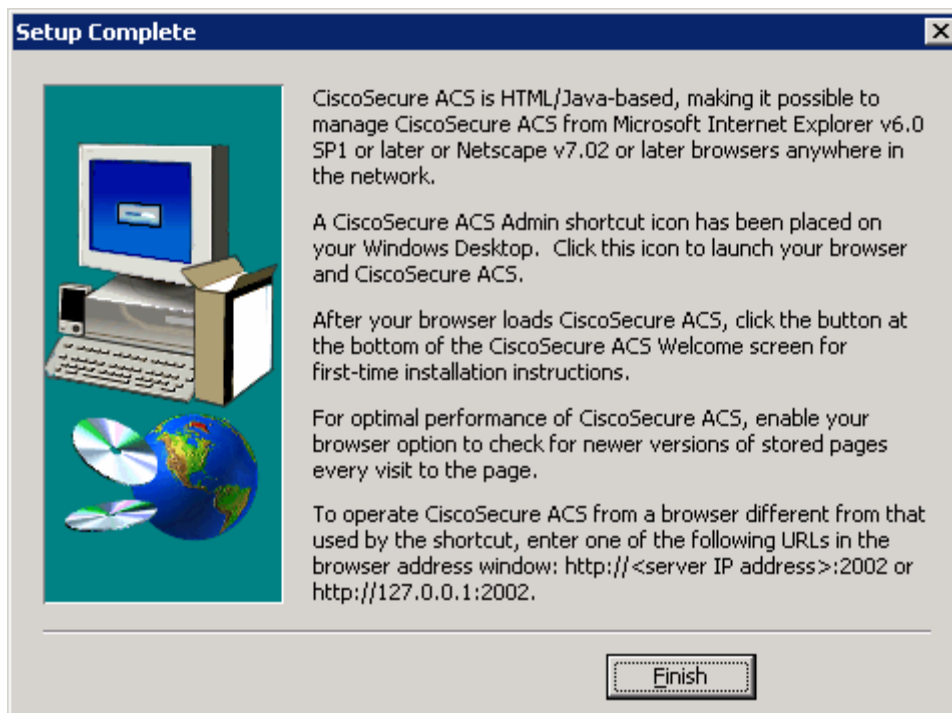 Setup Complete
CiscoSecure ACS is HTML/Java-based, making it possible to
manage CiscoSecure ACS from Microsoft Internet Explorer v6.0
SP1 or later or Netscape v7.02 or later browsers anywhere in
the network.
A CiscoSecure ACS Admin shortcut icon has been placed on
your Windows Desktop.  Click this icon to launch your browser
and CiscoSecure ACS.
After your browser loads CiscoSecure ACS, click the button at
the bottom of the CiscoSecure ACS Welcome screen for
first-time installation instructions.
For optimal performance of CiscoSecure ACS, enable your
browser option to check for newer versions of stored pages
every visit to the page.
To operate CiscoSecure ACS from a browser different from that
used by the shortcut, enter one of the following URLs in the
browser address window: http://<server IP address>:2002 or
http://127.0.0.1:2002.
Finish